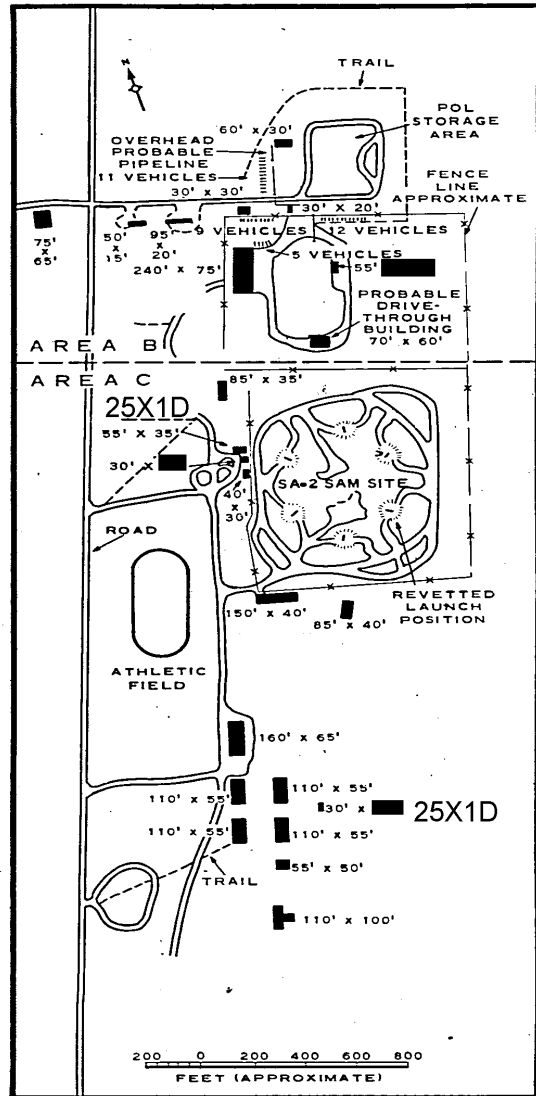 N
TRAIL
POL
STORAGE
AREA
60' x 30'
OVERHEAD
PROBABLE
PIPELINE
11 VEHICLES
FENCE
LINE
APPROXIMATE
30' x 30'
30' x 20'
75'
x
65'
50'
x
15'
95'
x
20'
9 VEHICLES
12 VEHICLES
240' x 75'
5 VEHICLES
55'
PROBABLE
DRIVE-
THROUGH
BUILDING
70' x 60'
AREA B
AREA C
85' x 35'
25X1D
55' x 35'
30' x
40'
x
30'
SA-2 SAM SITE
ROAD
REVETTED
LAUNCH
POSITION
150' x 40'
85' x 40'
ATHLETIC
FIELD
160' x 65'
110' x 55'
110' x 55'
30' x
25X1D
110' x 55'
110' x 55'
55' x 50'
TRAIL
110' x 100'
200 0 200 400 600 800
FEET (APPROXIMATE)